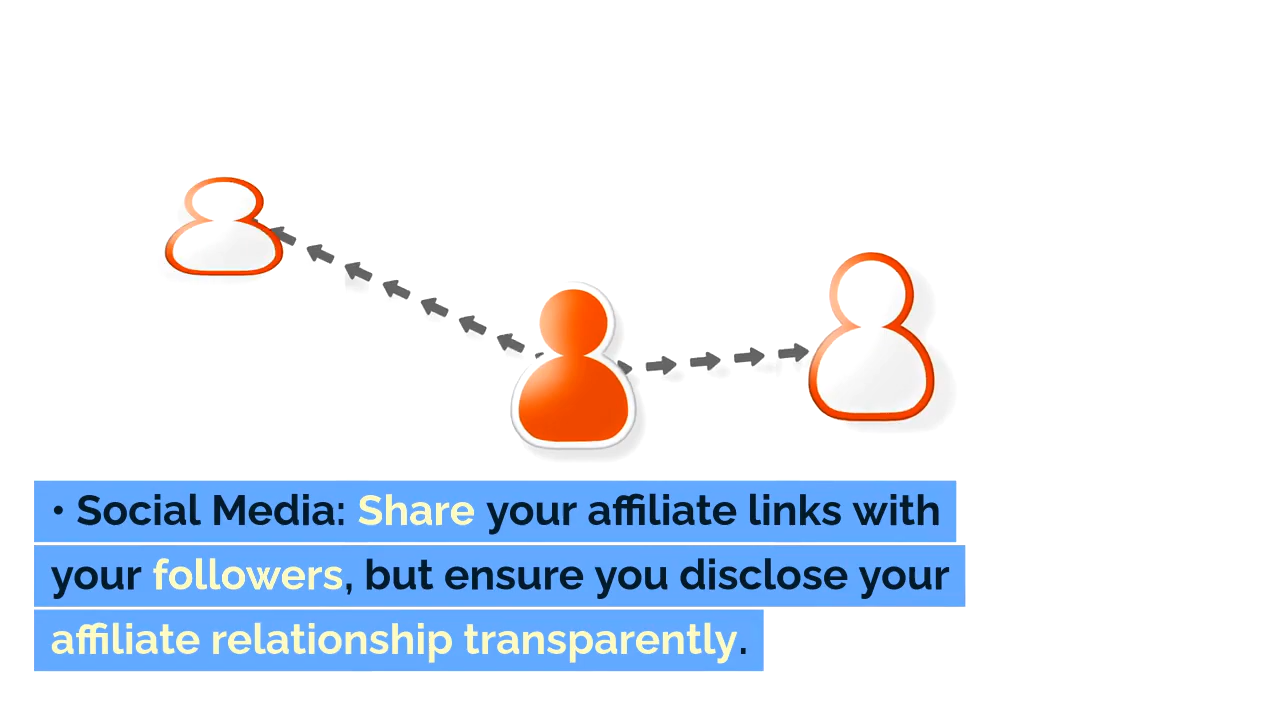 • Social Media: Share your affiliate links with
your followers, but ensure you disclose your
affiliate relationship transparently.